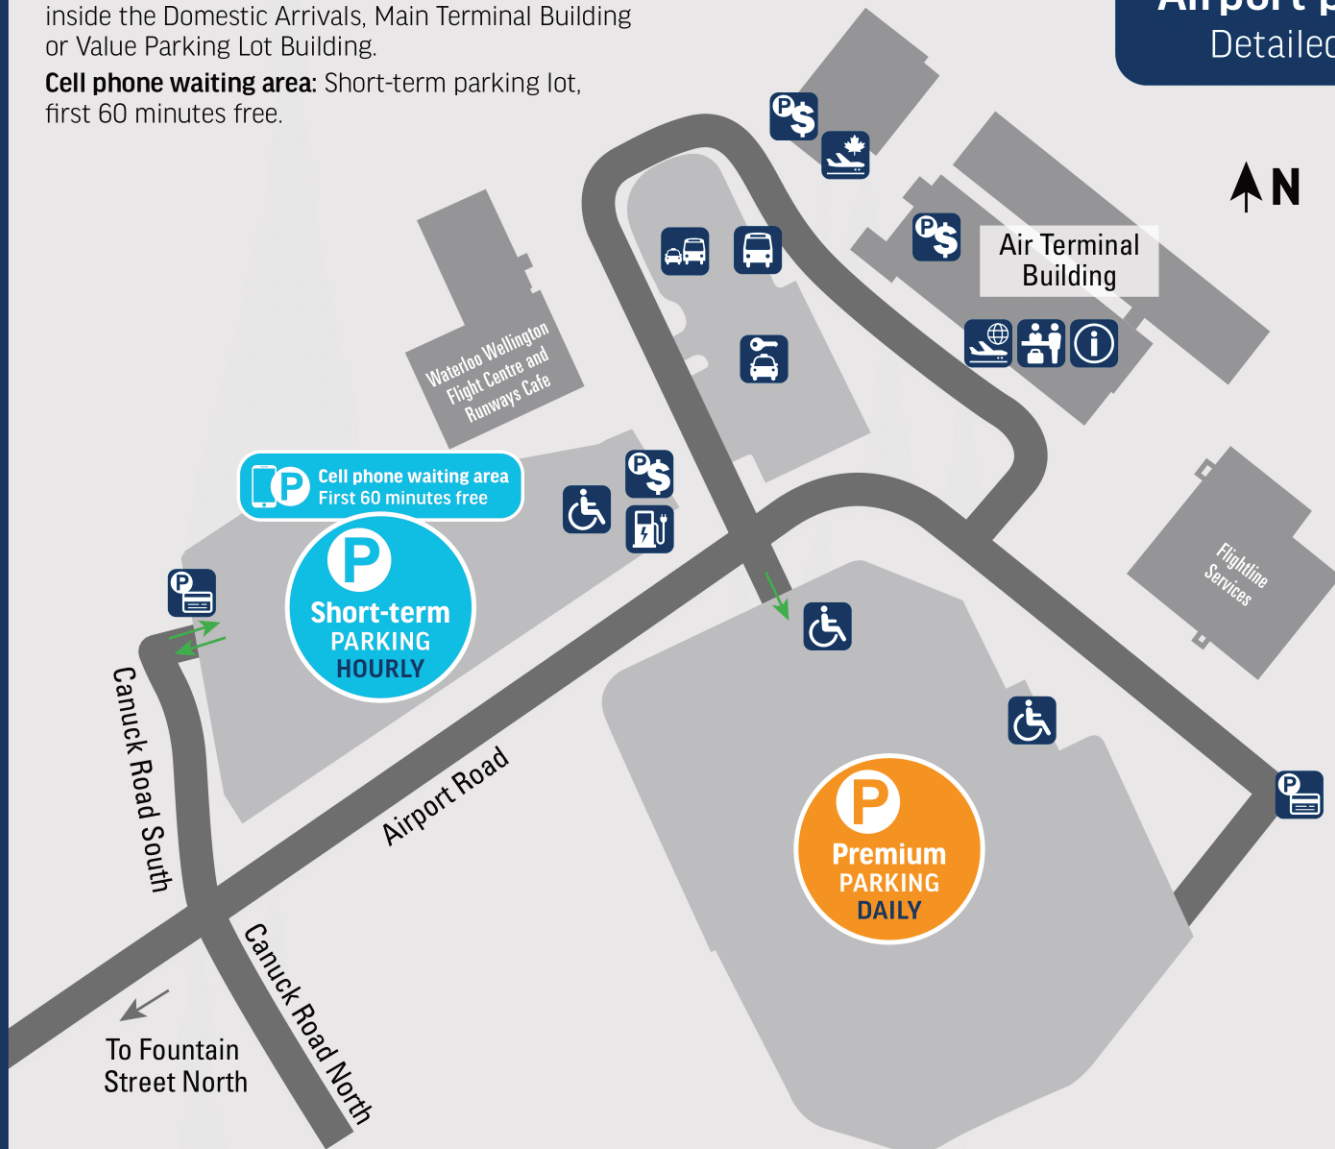 inside the Domestic Arrivals, Main Terminal Building
or Value Parking Lot Building.
Cell phone waiting area: Short-term parking lot,
first 60 minutes free.
Airport p
Detailed
N
Air Terminal
Building
Waterloo Wellington
Flight Centre and
Runways Cafe
Cell phone waiting area
First 60 minutes free
P
P
Short-term
PARKING
HOURLY
Flightline
Services
P
Premium
PARKING
DAILY
Canuck Road South
Airport Road
Canuck Road North
To Fountain
Street North
P$
P$
P$
P
P